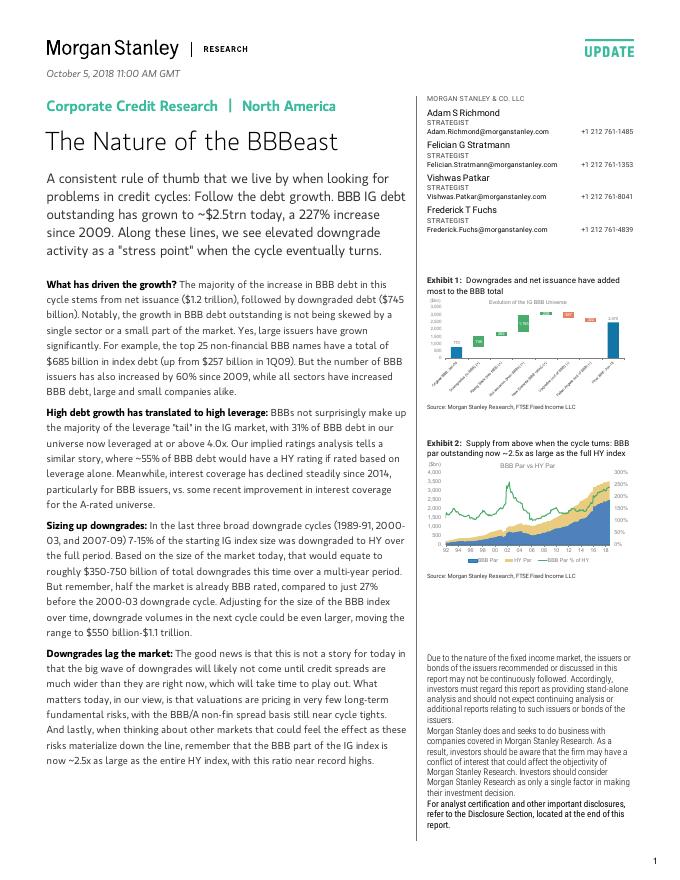 Morgan Stanley | RESEARCH
UPDATE
October 5, 2018 11:00 AM GMT
Corporate Credit Research | North America
The Nature of the BBBeast
A consistent rule of thumb that we live by when looking for
problems in credit cycles: Follow the debt growth. BBB IG debt
outstanding has grown to ~$2.5trn today, a 227% increase
since 2009. Along these lines, we see elevated downgrade
activity as a "stress point" when the cycle eventually turns.
What has driven the growth? The majority of the increase in BBB debt in this
cycle stems from net issuance ($1.2 trillion), followed by downgraded debt ($745
billion). Notably, the growth in BBB debt outstanding is not being skewed by a
single sector or a small part of the market. Yes, large issuers have grown
significantly. For example, the top 25 non-financial BBB names have a total of
$685 billion in index debt (up from $257 billion in 1Q09). But the number of BBB
issuers has also increased by 60% since 2009, while all sectors have increased
BBB debt, large and small companies alike.
High debt growth has translated to high leverage: BBBs not surprisingly make up
the majority of the leverage "tail" in the IG market, with 31% of BBB debt in our
universe now leveraged at or above 4.0x. Our implied ratings analysis tells a
similar story, where ~55% of BBB debt would have a HY rating if rated based on
leverage alone. Meanwhile, interest coverage has declined steadily since 2014,
particularly for BBB issuers, vs. some recent improvement in interest coverage
for the A-rated universe.
Sizing up downgrades: In the last three broad downgrade cycles (1989-91, 2000-
03, and 2007-09) 7-15% of the starting IG index size was downgraded to HY over
the full period. Based on the size of the market today, that would equate to
roughly $350-750 billion of total downgrades this time over a multi-year period.
But remember, half the market is already BBB rated, compared to just 27%
before the 2000-03 downgrade cycle. Adjusting for the size of the BBB index
over time, downgrade volumes in the next cycle could be even larger, moving the
range to $550 billion-$1.1 trillion.
Downgrades lag the market: The good news is that this is not a story for today in
that the big wave of downgrades will likely not come until credit spreads are
much wider than they are right now, which will take time to play out. What
matters today, in our view, is that valuations are pricing in very few long-term
fundamental risks, with the BBB/A non-fin spread basis still near cycle tights.
And lastly, when thinking about other markets that could feel the effect as these
risks materialize down the line, remember that the BBB part of the IG index is
now ~2.5x as large as the entire HY index, with this ratio near record highs.
MORGAN STANLEY & CO. LLC
Adam S Richmond
STRATEGIST
Adam.Richmond@morganstanley.com +1 212 761-1485
Felician G Stratmann
STRATEGIST
Felician.Stratmann@morganstanley.com +1 212 761-1353
Vishwas Patkar
STRATEGIST
Vishwas.Patkar@morganstanley.com +1 212 761-8041
Frederick T Fuchs
STRATEGIST
Frederick.Fuchs@morganstanley.com +1 212 761-4839
Exhibit 1: Downgrades and net issuance have added
most to the BBB total
($bn)
Evolution of the IG BBB Universe
3,500
3,000
2,500
2,000
1,500
1,000
500
0
Source: Morgan Stanley Research, FTSE Fixed Income LLC
Exhibit 2: Supply from above when the cycle turns: BBB
par outstanding now ~2.5x as large as the full HY index
($bn) BBB Par vs HY Par
4,000 300%
3,500 250%
3,000
2,500 200%
2,000 150%
1,500 100%
1,000
500 50%
0 0%
92 94 96 98 00 02 04 06 08 10 12 14 16 18
BBB Par HY Par BBB Par % of HY
Source: Morgan Stanley Research, FTSE Fixed Income LLC
Due to the nature of the fixed income market, the issuers or
bonds of the issuers recommended or discussed in this
report may not be continuously followed. Accordingly,
investors must regard this report as providing stand-alone
analysis and should not expect continuing analysis or
additional reports relating to such issuers or bonds of the
issuers.
Morgan Stanley does and seeks to do business with
companies covered in Morgan Stanley Research. As a
result, investors should be aware that the firm may have a
conflict of interest that could affect the objectivity of
Morgan Stanley Research. Investors should consider
Morgan Stanley Research as only a single factor in making
their investment decision.
For analyst certification and other important disclosures,
refer to the Disclosure Section, located at the end of this
report.
1